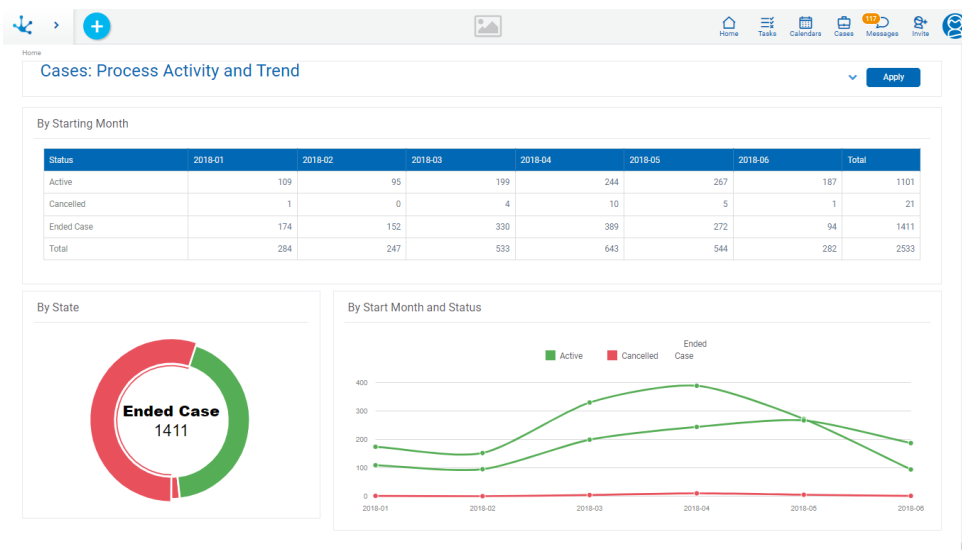 117
Home Tasks Calendars Cases Messages Invite
Home
Cases: Process Activity and Trend
Apply
By Starting Month
Status 2018-01 2018-02 2018-03 2018-04 2018-05 2018-06 Total
Active 109 95 199 244 267 187 1101
Cancelled 1 0 4 10 5 1 21
Ended Case 174 152 330 389 272 94 1411
Total 284 247 533 643 544 282 2533
By State
Ended Case
1411
By Start Month and Status
Active Cancelled Ended Case
400
300
200
100
0
2018-01 2018-02 2018-03 2018-04 2018-05 2018-06